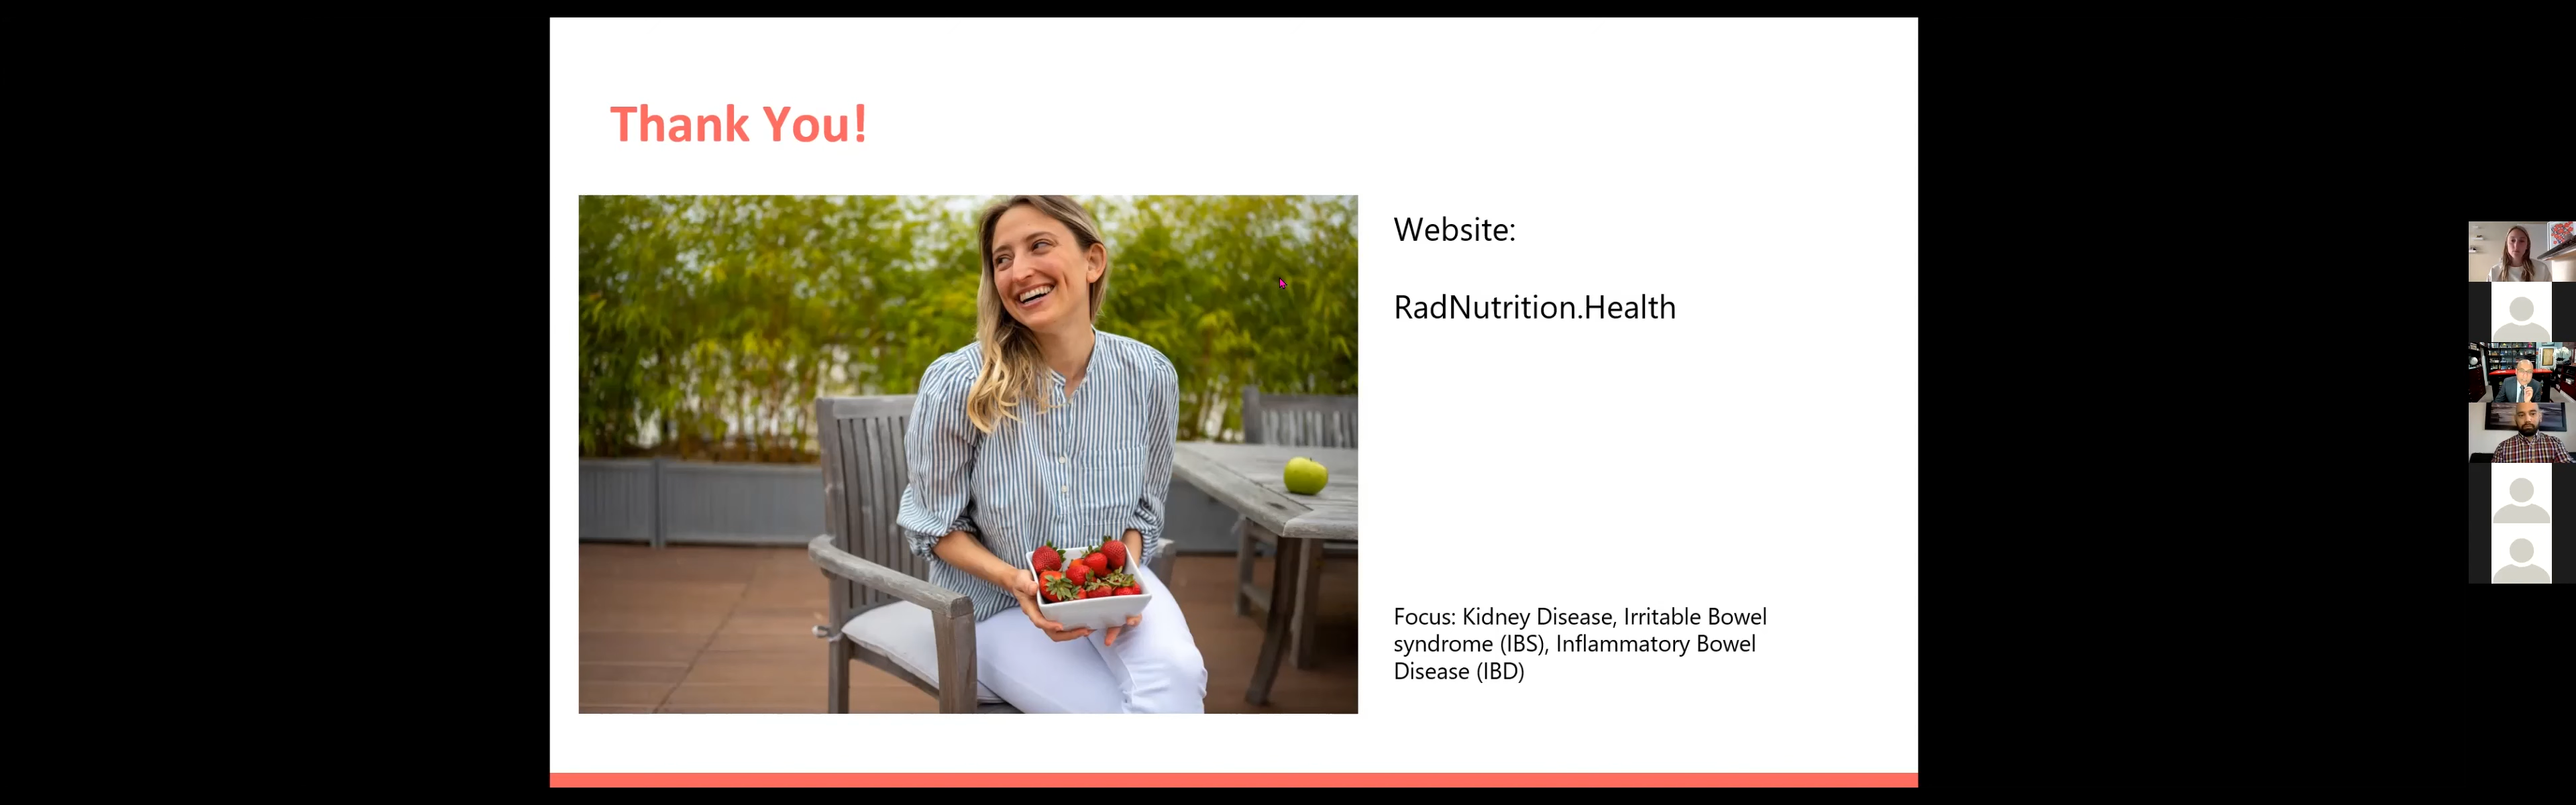 Thank You!
Website:
RadNutrition.Health
Focus: Kidney Disease, Irritable Bowel
syndrome (IBS), Inflammatory Bowel
Disease (IBD)